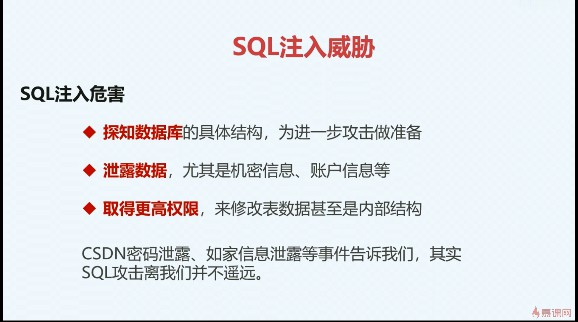 SQL注入威胁
SQL注入危害
探知数据库的具体结构，为进一步攻击做准备
泄露数据，尤其是机密信息、账户信息等
取得更高权限，来修改表数据甚至是内部结构
CSDN密码泄露、如家信息泄露等事件告诉我们，其实
SQL攻击离我们并不遥远。
慕课网